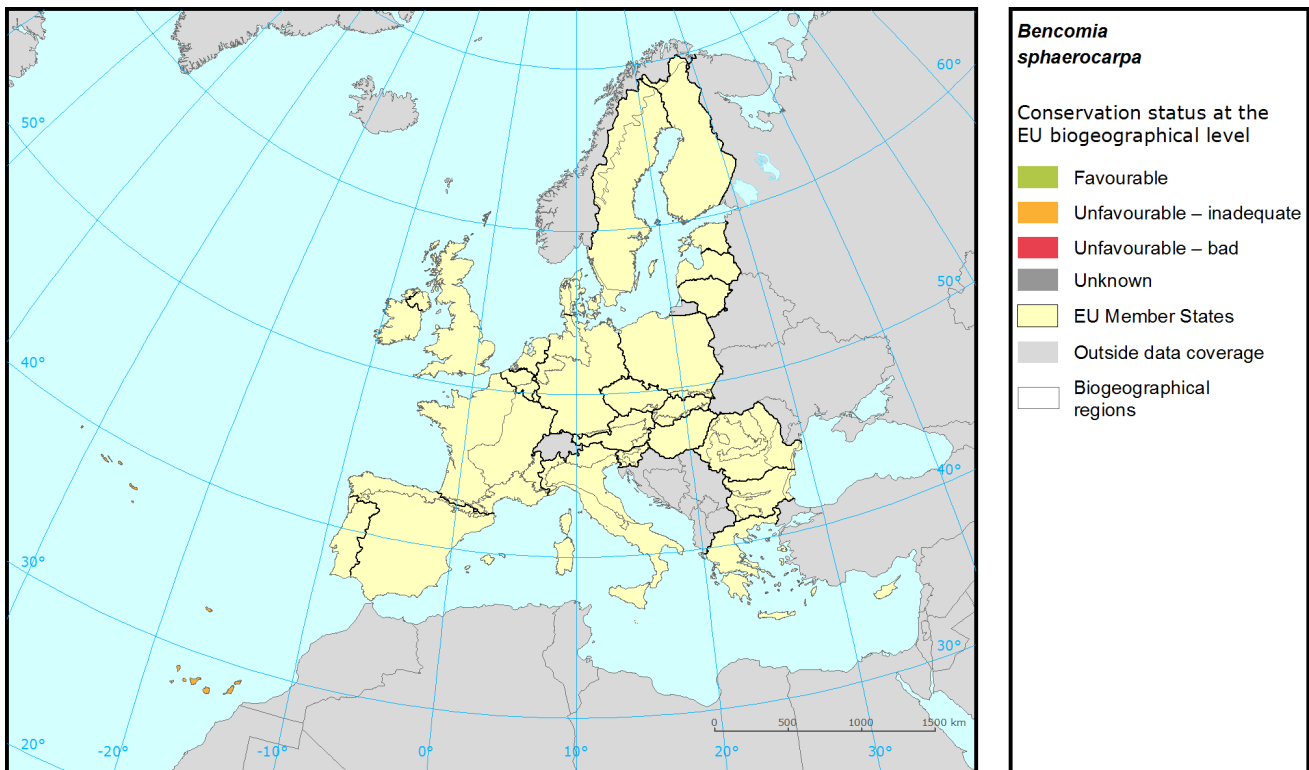 Bencomia
sphaerocarpa
Conservation status at the
EU biogeographical level
Favourable
Unfavourable – inadequate
Unfavourable – bad
Unknown
EU Member States
Outside data coverage
Biogeographical
regions
60°
50°
50°
40°
40°
30°
30°
20°
-20°
-10°
0°
10°
20°
30°
0 500 1000 1500 km